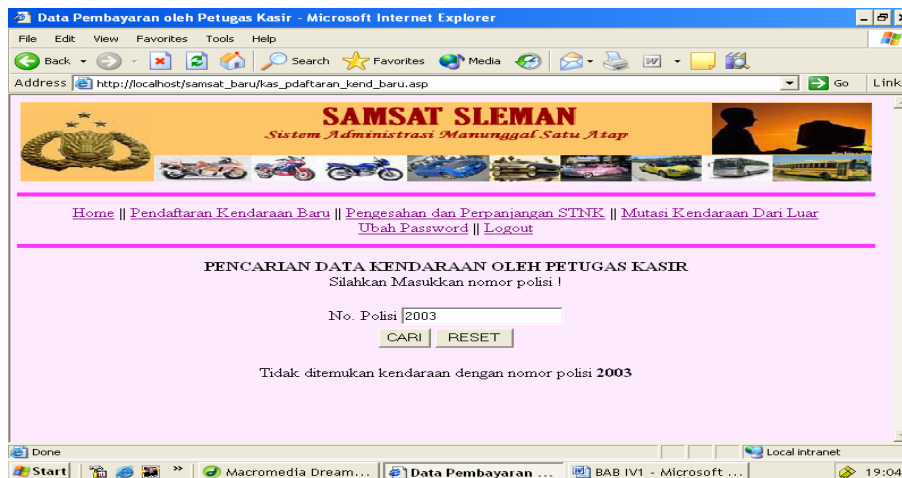 Data Pembayaran oleh Petugas Kasir - Microsoft Internet Explorer
File Edit View Favorites Tools Help
Back Search Favorites Media
Address http://localhost/samsat_baru/kas_pdaftaran_kend_baru.asp Go Link
SAMSAT SLEMAN
Sistem Administrasi Manunggal Satu Atap
Home || Pendaftaran Kendaraan Baru || Pengesahan dan Perpanjangan STNK || Mutasi Kendaraan Dari Luar
Ubah Password || Logout
PENCARIAN DATA KENDARAAN OLEH PETUGAS KASIR
Silahkan Masukkan nomor polisi !
No. Polisi 2003
CARI RESET
Tidak ditemukan kendaraan dengan nomor polisi 2003
Done Local intranet
Start » Macromedia Dream... Data Pembayaran ... BAB IV1 - Microsoft ... 19:04